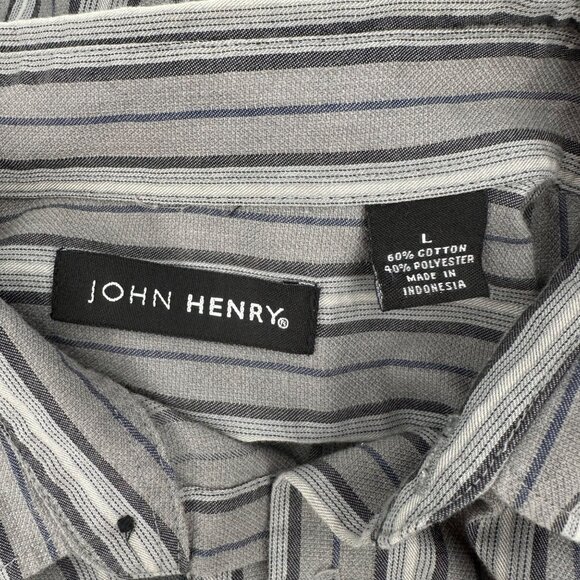 JOHN HENRY®
L
60% COTTON
40% POLYESTER
MADE IN
INDONESIA